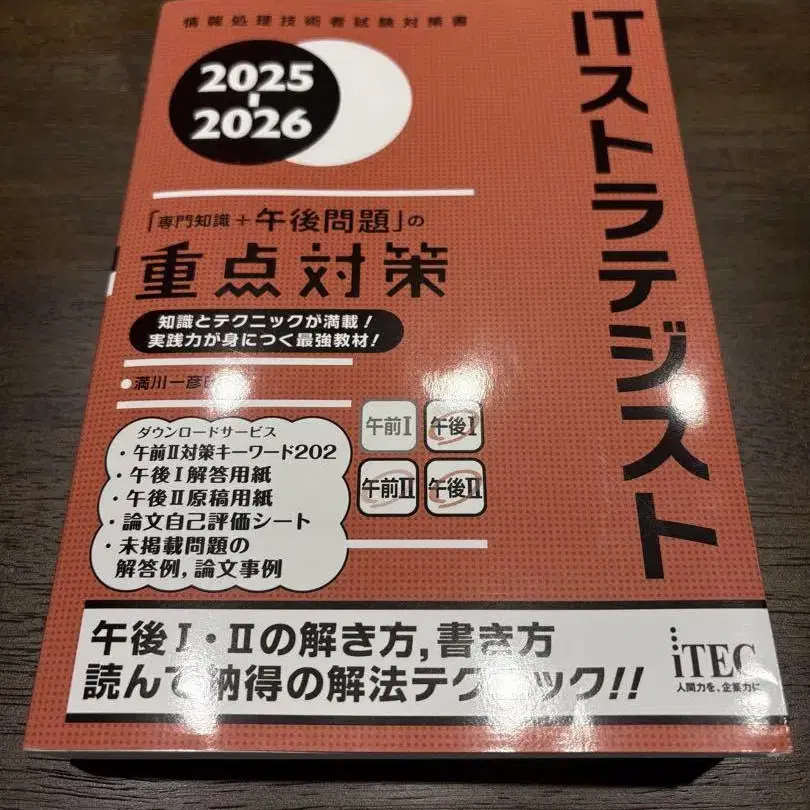 情報処理技術者試験対策書
2025-
2026
ITストラテジスト
「専門知識+午後問題」の
重点対策
知識とテクニックが満載!
実践力が身につく最強教材!
●満川一彦
ダウンロードサービス
・午前Ⅱ対策キーワード202
・午後Ⅰ解答用紙
・午後Ⅱ原稿用紙
・論文自己評価シート
・未掲載問題の
解答例,論文事例
午前Ⅰ
午後Ⅰ
午前Ⅱ
午後Ⅱ
午後Ⅰ・Ⅱの解き方,書き方
読んで納得の解法テクニック!!
iTEC
人間力を、企業力に